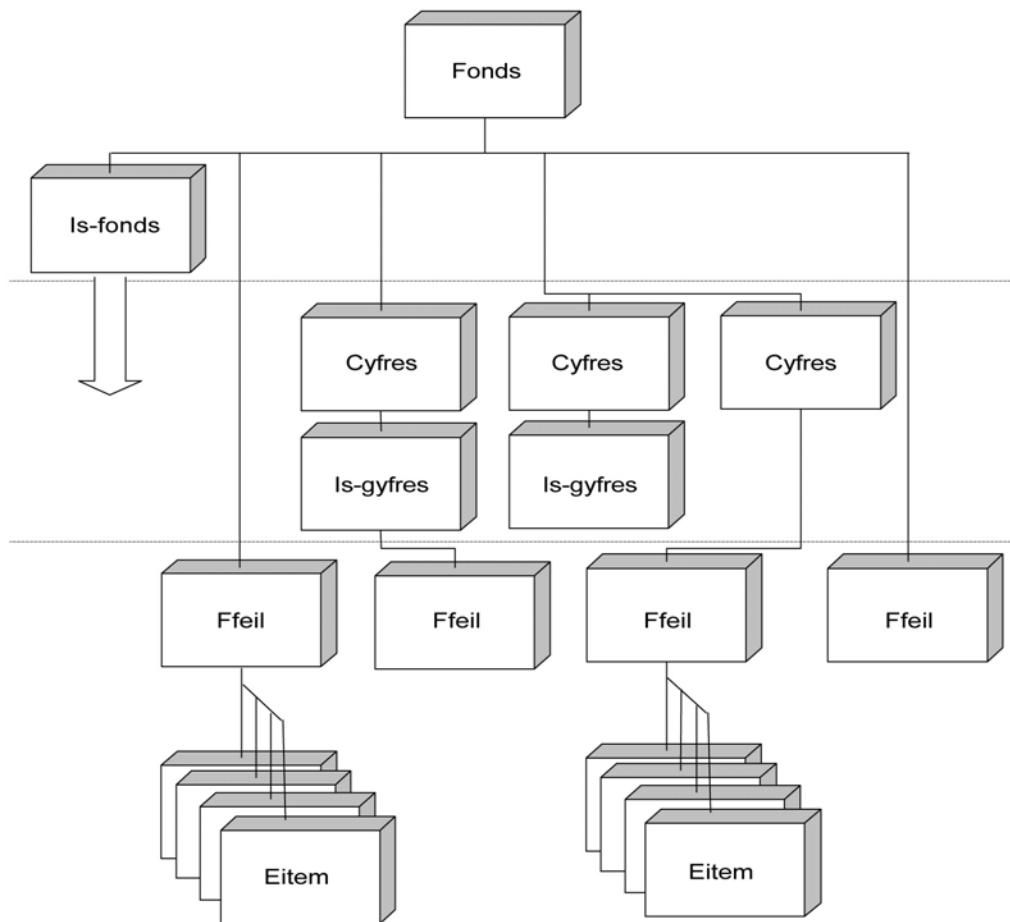 Fonds
Is-fonds
Cyfres
Cyfres
Cyfres
Is-gyfres
Is-gyfres
Ffeil
Ffeil
Ffeil
Ffeil
Eitem
Eitem